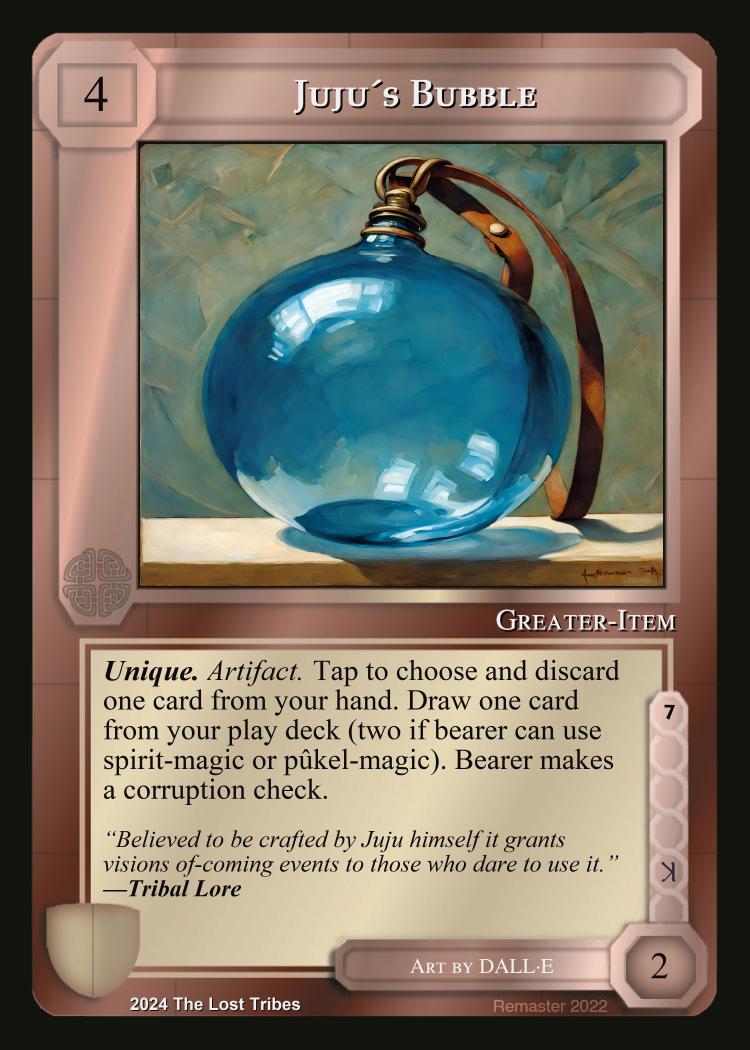 4
Juju´s Bubble
Greater-Item
Unique. Artifact. Tap to choose and discard
one card from your hand. Draw one card
from your play deck (two if bearer can use
spirit-magic or pûkel-magic). Bearer makes
a corruption check.
“Believed to be crafted by Juju himself it grants
visions of-coming events to those who dare to use it.”
—Tribal Lore
7
K
Art by DALL·E
2
2024 The Lost Tribes
Remaster 2022